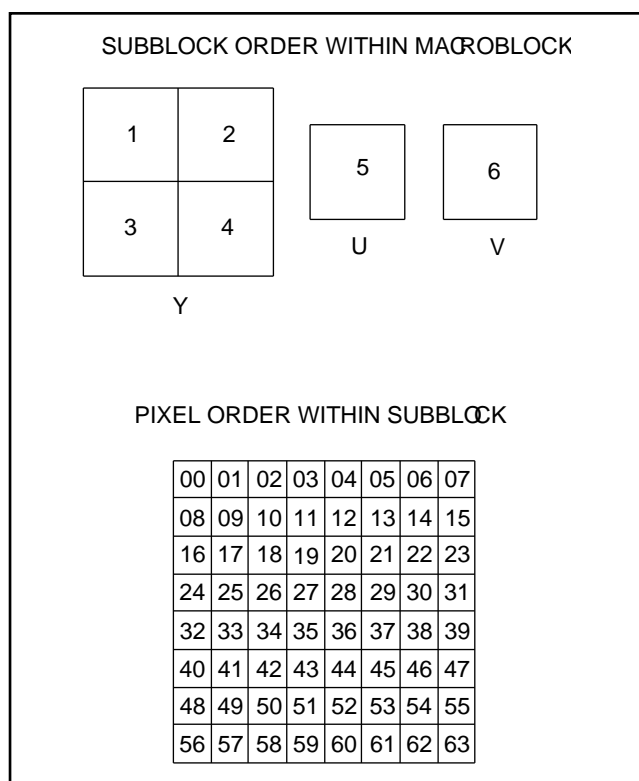 SUBBLOCK ORDER WITHIN MACROBLOCK
1 2
5 6
3 4
U V
Y
PIXEL ORDER WITHIN SUBBLOCK
00 01 02 03 04 05 06 07
08 09 10 11 12 13 14 15
16 17 18 19 20 21 22 23
24 25 26 27 28 29 30 31
32 33 34 35 36 37 38 39
40 41 42 43 44 45 46 47
48 49 50 51 52 53 54 55
56 57 58 59 60 61 62 63